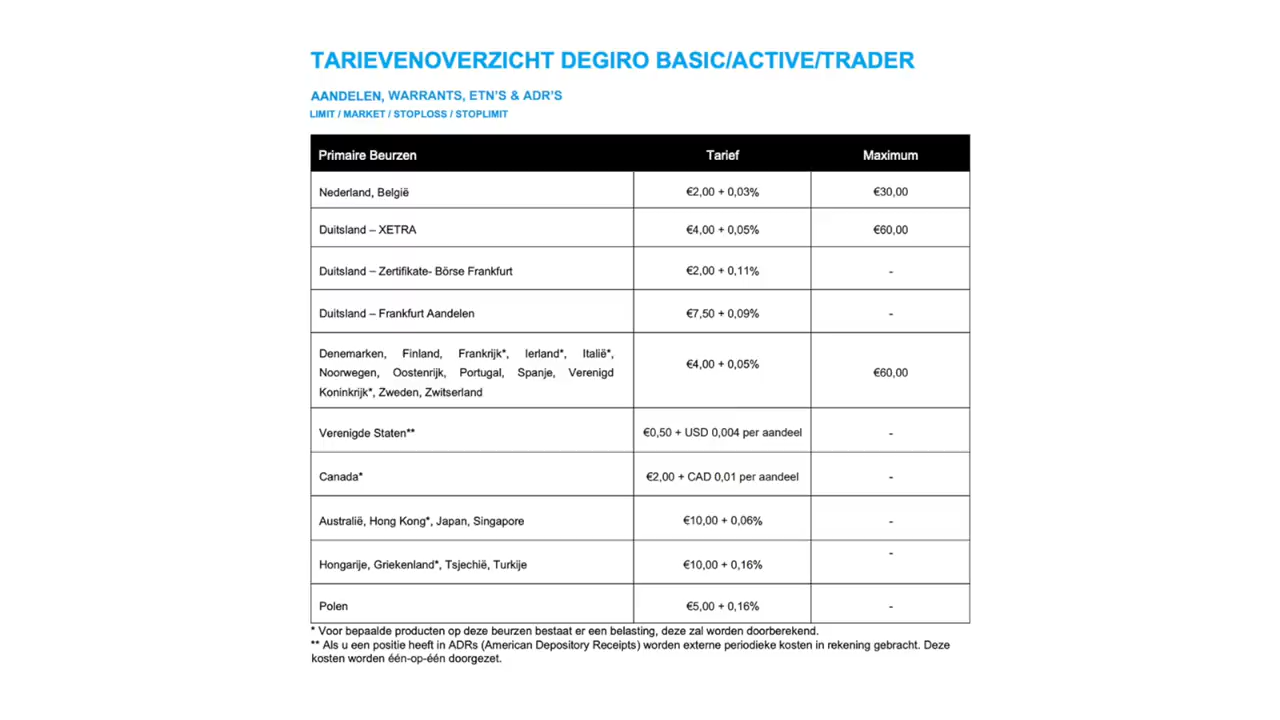 TARIEVENOVERZICHT DEGIRO BASIC/ACTIVE/TRADER
AANDELEN, WARRANTS, ETN'S & ADR'S
LIMIT / MARKET / STOPLOSS / STOPLIMIT
Primaire Beurzen Tarief Maximum
Nederland, België €2,00 + 0,03% €30,00
Duitsland – XETRA €4,00 + 0,05% €60,00
Duitsland – Zertifikate- Börse Frankfurt €2,00 + 0,11% -
Duitsland – Frankfurt Aandelen €7,50 + 0,09% -
Denemarken, Finland, Frankrijk*, Ierland*, Italië*,
Noorwegen, Oostenrijk, Portugal, Spanje, Verenigd
Koninkrijk*, Zweden, Zwitserland
€4,00 + 0,05%
€60,00
Verenigde Staten** €0,50 + USD 0,004 per aandeel -
Canada* €2,00 + CAD 0,01 per aandeel -
Australië, Hong Kong*, Japan, Singapore €10,00 + 0,06% -
Hongarije, Griekenland*, Tsjechië, Turkije €10,00 + 0,16% -
Polen €5,00 + 0,16% -
* Voor bepaalde producten op deze beurzen bestaat er een belasting, deze zal worden doorberekend.
** Als u een positie heeft in ADRs (American Depository Receipts) worden externe periodieke kosten in rekening gebracht. Deze
kosten worden één-op-één doorgezet.